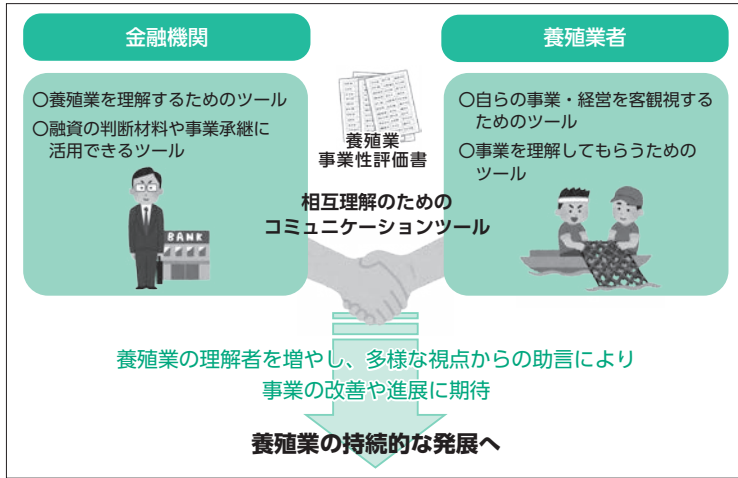 金融機関
〇養殖業を理解するためのツール
〇融資の判断材料や事業承継に
活用できるツール
BANK
養殖業
事業性評価書
相互理解のための
コミュニケーションツール
養殖業者
〇自らの事業・経営を客観視する
ためのツール
〇事業を理解してもらうための
ツール
養殖業の理解者を増やし、多様な視点からの助言により
事業の改善や進展に期待
養殖業の持続的な発展へ